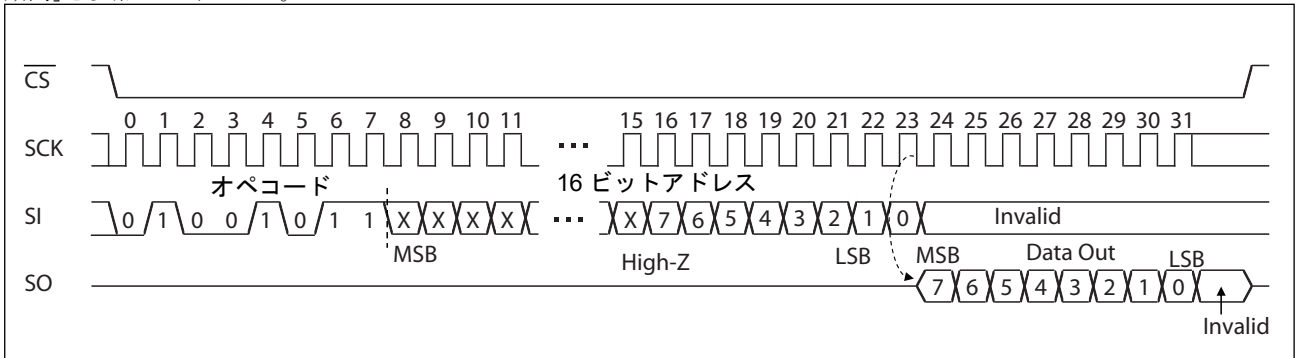 CS
0 1 2 3 4 5 6 7 8 9 10 11 15 16 17 18 19 20 21 22 23 24 25 26 27 28 29 30 31
SCK ...
オペコード 16 ビットアドレス
SI 0 1 0 0 1 0 1 1 X X X X ... X 7 6 5 4 3 2 1 0 Invalid
MSB High-Z LSB MSB Data Out LSB
SO 7 6 5 4 3 2 1 0
Invalid